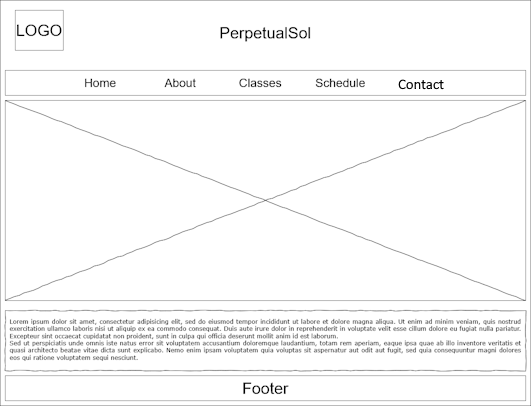 LOGO
PerpetualSol
Home About Classes Schedule Contact
Lorem ipsum dolor sit amet, consectetur adipisicing elit, sed do eiusmod tempor incididunt ut labore et dolore magna aliqua. Ut enim ad minim veniam, quis nostrud
exercitation ullamco laboris nisi ut aliquip ex ea commodo consequat. Duis aute irure dolor in reprehenderit in voluptate velit esse cillum dolore eu fugiat nulla pariatur.
Excepteur sint occaecat cupidatat non proident, sunt in culpa qui officia deserunt mollit anim id est laborum.
Sed ut perspiciatis unde omnis iste natus error sit voluptatem accusantium doloremque laudantium, totam rem aperiam, eaque ipsa quae ab illo inventore veritatis et
quasi architecto beatae vitae dicta sunt explicabo. Nemo enim ipsam voluptatem quia voluptas sit aspernatur aut odit aut fugit, sed quia consequuntur magni dolores
eos qui ratione voluptatem sequi nesciunt.
Footer